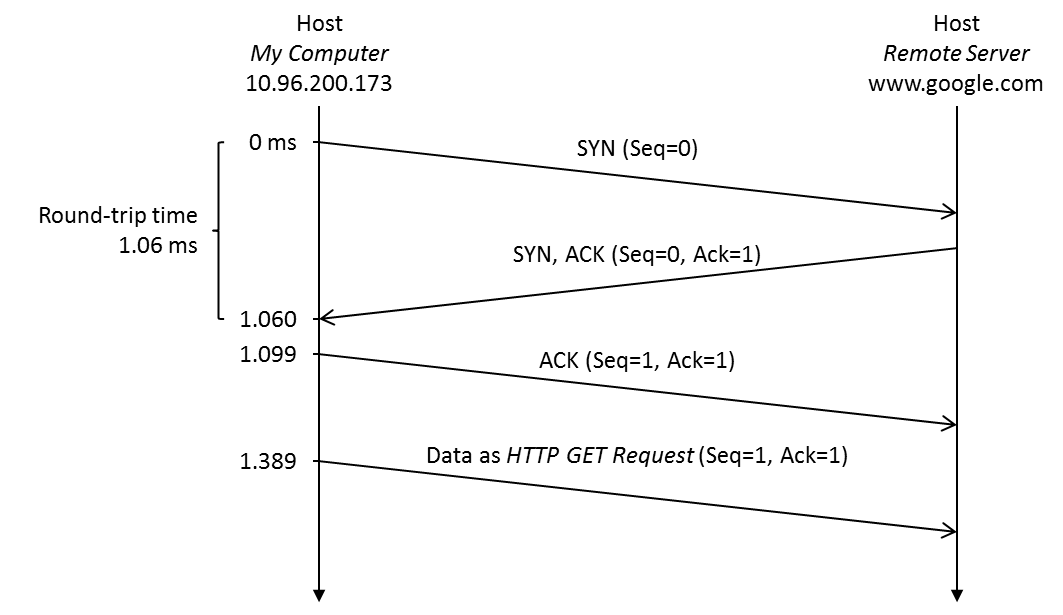 Host
My Computer
10.96.200.173
Host
Remote Server
www.google.com
0 ms
SYN (Seq=0)
Round-trip time
1.06 ms
SYN, ACK (Seq=0, Ack=1)
1.060
1.099
ACK (Seq=1, Ack=1)
1.389
Data as HTTP GET Request (Seq=1, Ack=1)